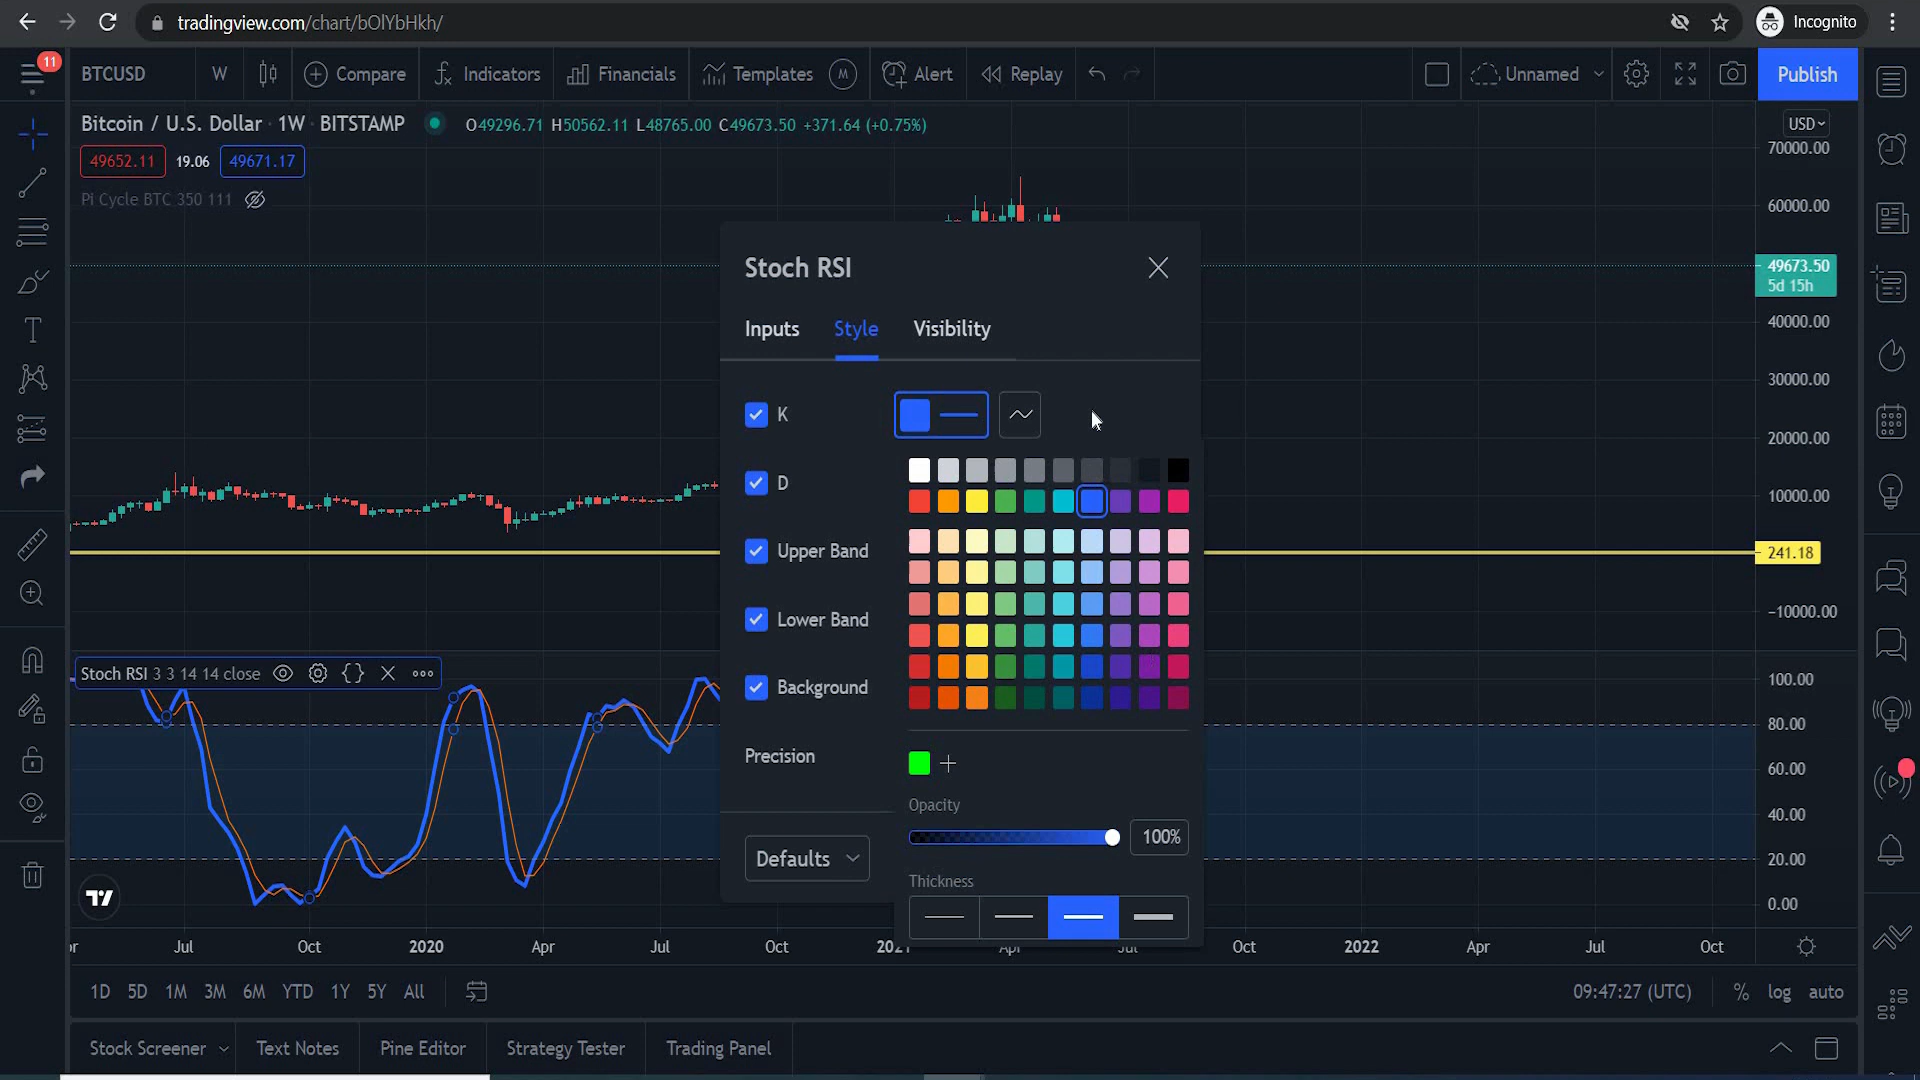 tradingview.com/chart/bOlYbHkh/
Incognito
11
BTCUSD
W
Compare
Indicators
Financials
Templates
M
Alert
Replay
Unnamed
Publish
Bitcoin / U.S. Dollar · 1W · BITSTAMP
O49296.71 H50562.11 L48765.00 C49673.50 +371.64 (+0.75%)
USD
49652.11
19.06
49671.17
PI Cycle BTC 350 111
70000.00
60000.00
49673.50
5d 15h
40000.00
30000.00
20000.00
10000.00
241.18
−10000.00
Stoch RSI
Inputs
Style
Visibility
K
D
Upper Band
Lower Band
Background
Precision
Defaults
Opacity
100%
Thickness
Stoch RSI 3 3 14 14 close
100.00
80.00
60.00
40.00
20.00
0.00
Jul
Oct
2020
Apr
Jul
Oct
Apr
Jul
Oct
2022
Apr
Jul
Oct
1D
5D
1M
3M
6M
YTD
1Y
5Y
All
09:47:27 (UTC)
%
log
auto
Stock Screener
Text Notes
Pine Editor
Strategy Tester
Trading Panel